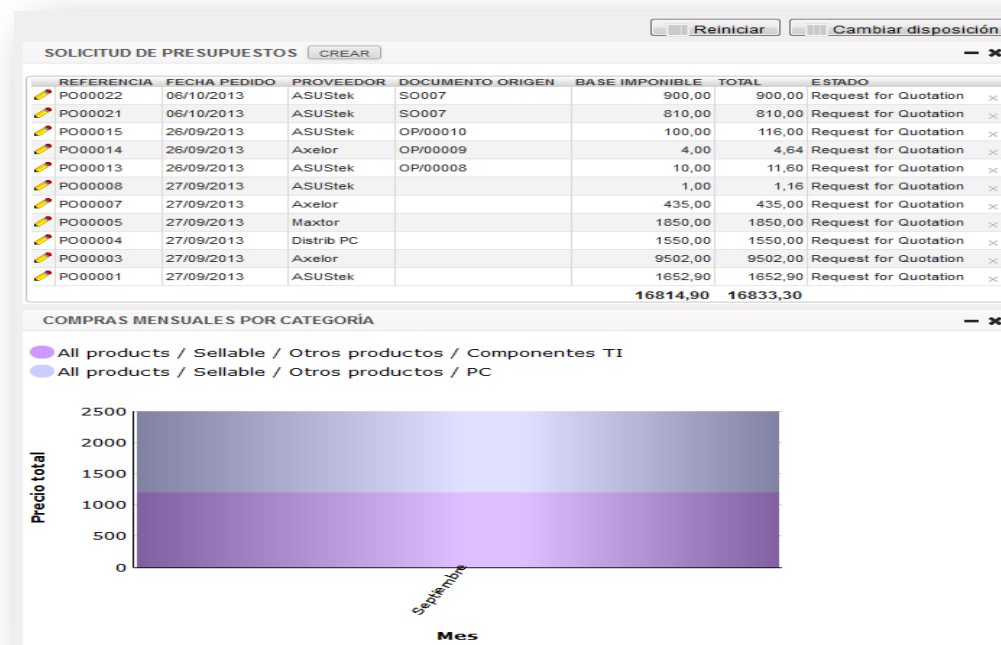 Reiniciar Cambiar disposición
SOLICITUD DE PRESUPUESTOS CREAR
REFERENCIA FECHA PEDIDO PROVEEDOR DOCUMENTO ORIGEN BASE IMPONIBLE TOTAL ESTADO
PO00022 06/10/2013 ASUStek SO007 900,00 900,00 Request for Quotation
PO00021 06/10/2013 ASUStek SO007 810,00 810,00 Request for Quotation
PO00015 26/09/2013 ASUStek OP/00010 100,00 116,00 Request for Quotation
PO00014 26/09/2013 Axelor OP/00009 4,00 4,64 Request for Quotation
PO00013 26/09/2013 ASUStek OP/00008 10,00 11,60 Request for Quotation
PO00008 27/09/2013 ASUStek 1,00 1,16 Request for Quotation
PO00007 27/09/2013 Axelor 435,00 435,00 Request for Quotation
PO00005 27/09/2013 Maxtor 1850,00 1850,00 Request for Quotation
PO00004 27/09/2013 Distrib PC 1550,00 1550,00 Request for Quotation
PO00003 27/09/2013 Axelor 9502,00 9502,00 Request for Quotation
PO00001 27/09/2013 ASUStek 1652,90 1652,90 Request for Quotation
16814,90 16833,30
COMPRAS MENSUALES POR CATEGORÍA
All products / Sellable / Otros productos / Componentes TI
All products / Sellable / Otros productos / PC
2500
2000
1500
1000
500
0
Precio total
Septiembre
Mes